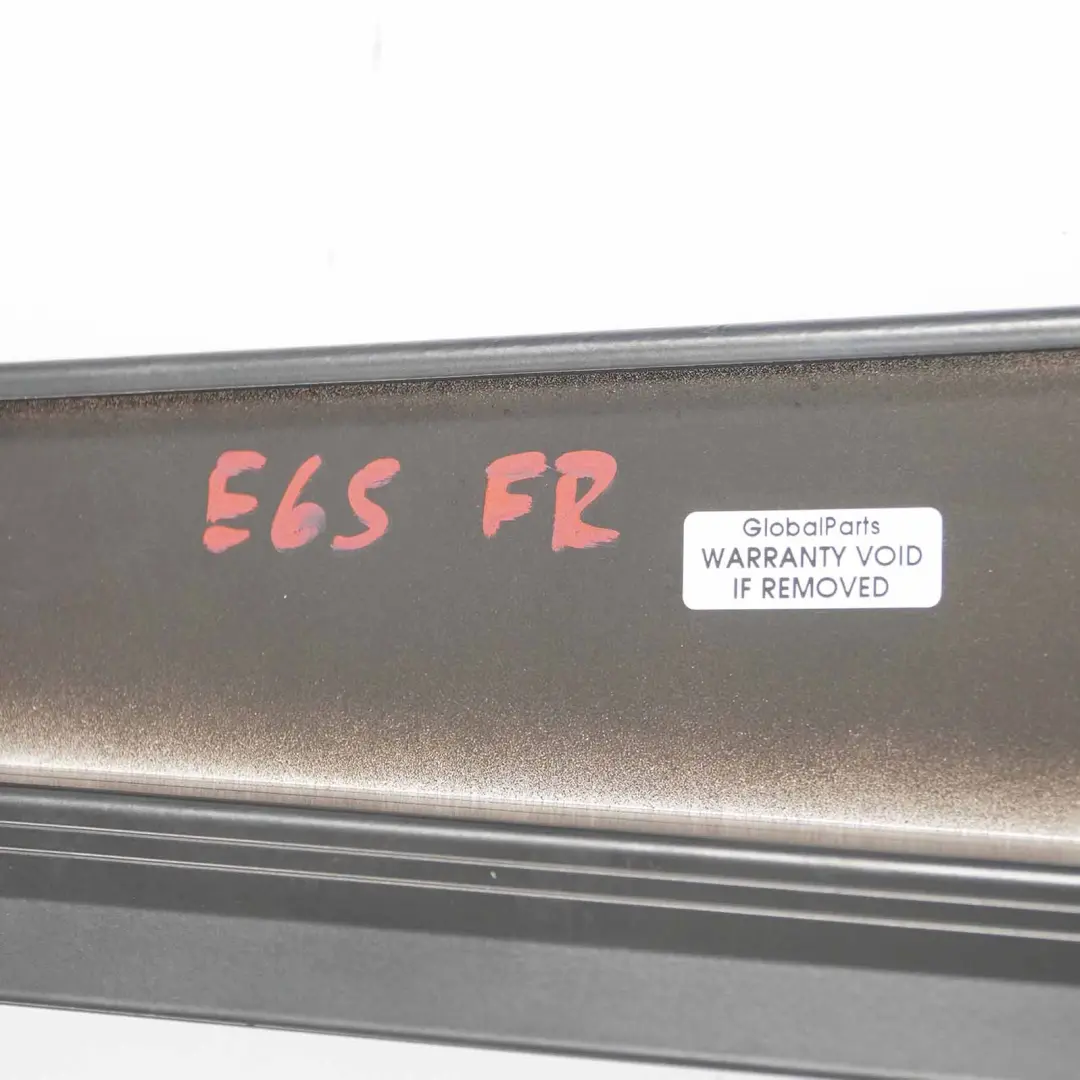 E65 FR
GlobalParts
WARRANTY VOID
IF REMOVED